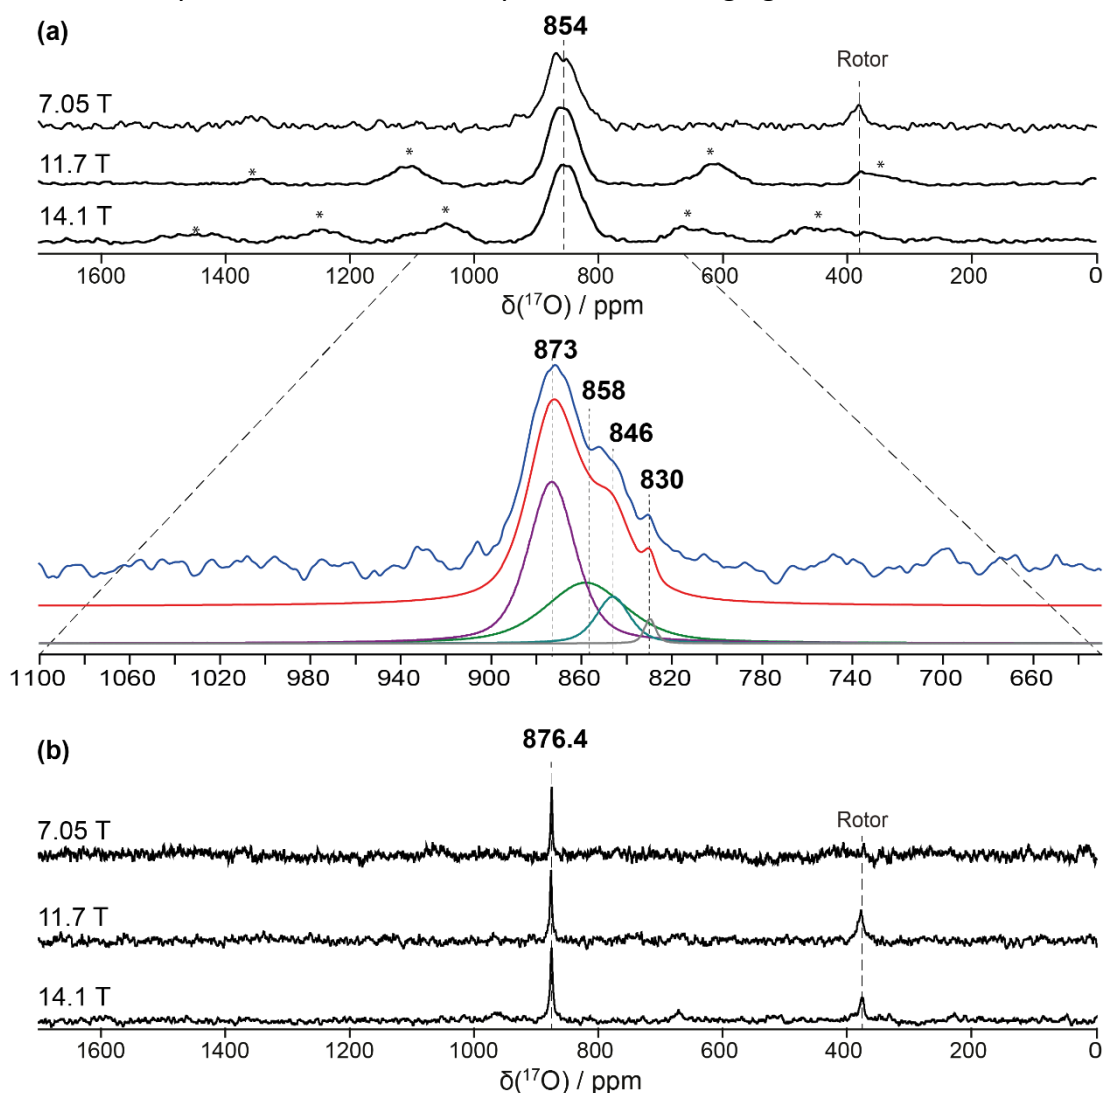 (a)
854
Rotor
7.05 T
11.7 T
* * * *
14.1 T
* * * * *
1600 1400 1200 1000 800 600 400 200 0
δ(¹⁷O) / ppm
873
858
846
830
1100 1060 1020 980 940 900 860 820 780 740 700 660
(b)
876.4
7.05 T
Rotor
11.7 T
14.1 T
1600 1400 1200 1000 800 600 400 200 0
δ(¹⁷O) / ppm